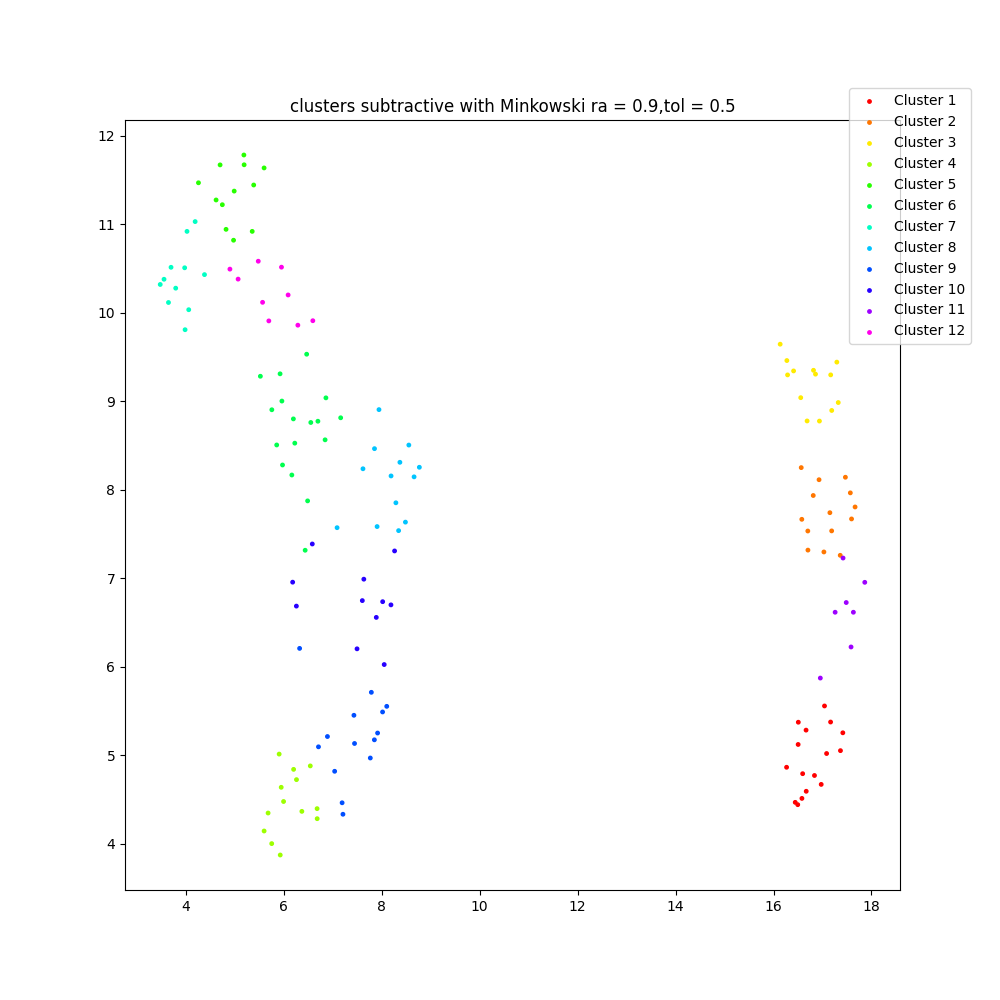 clusters subtractive with Minkowski ra = 0.9,tol = 0.5
Cluster 1
Cluster 2
Cluster 3
Cluster 4
Cluster 5
Cluster 6
Cluster 7
Cluster 8
Cluster 9
Cluster 10
Cluster 11
Cluster 12
12
11
10
9
8
7
6
5
4
4 6 8 10 12 14 16 18